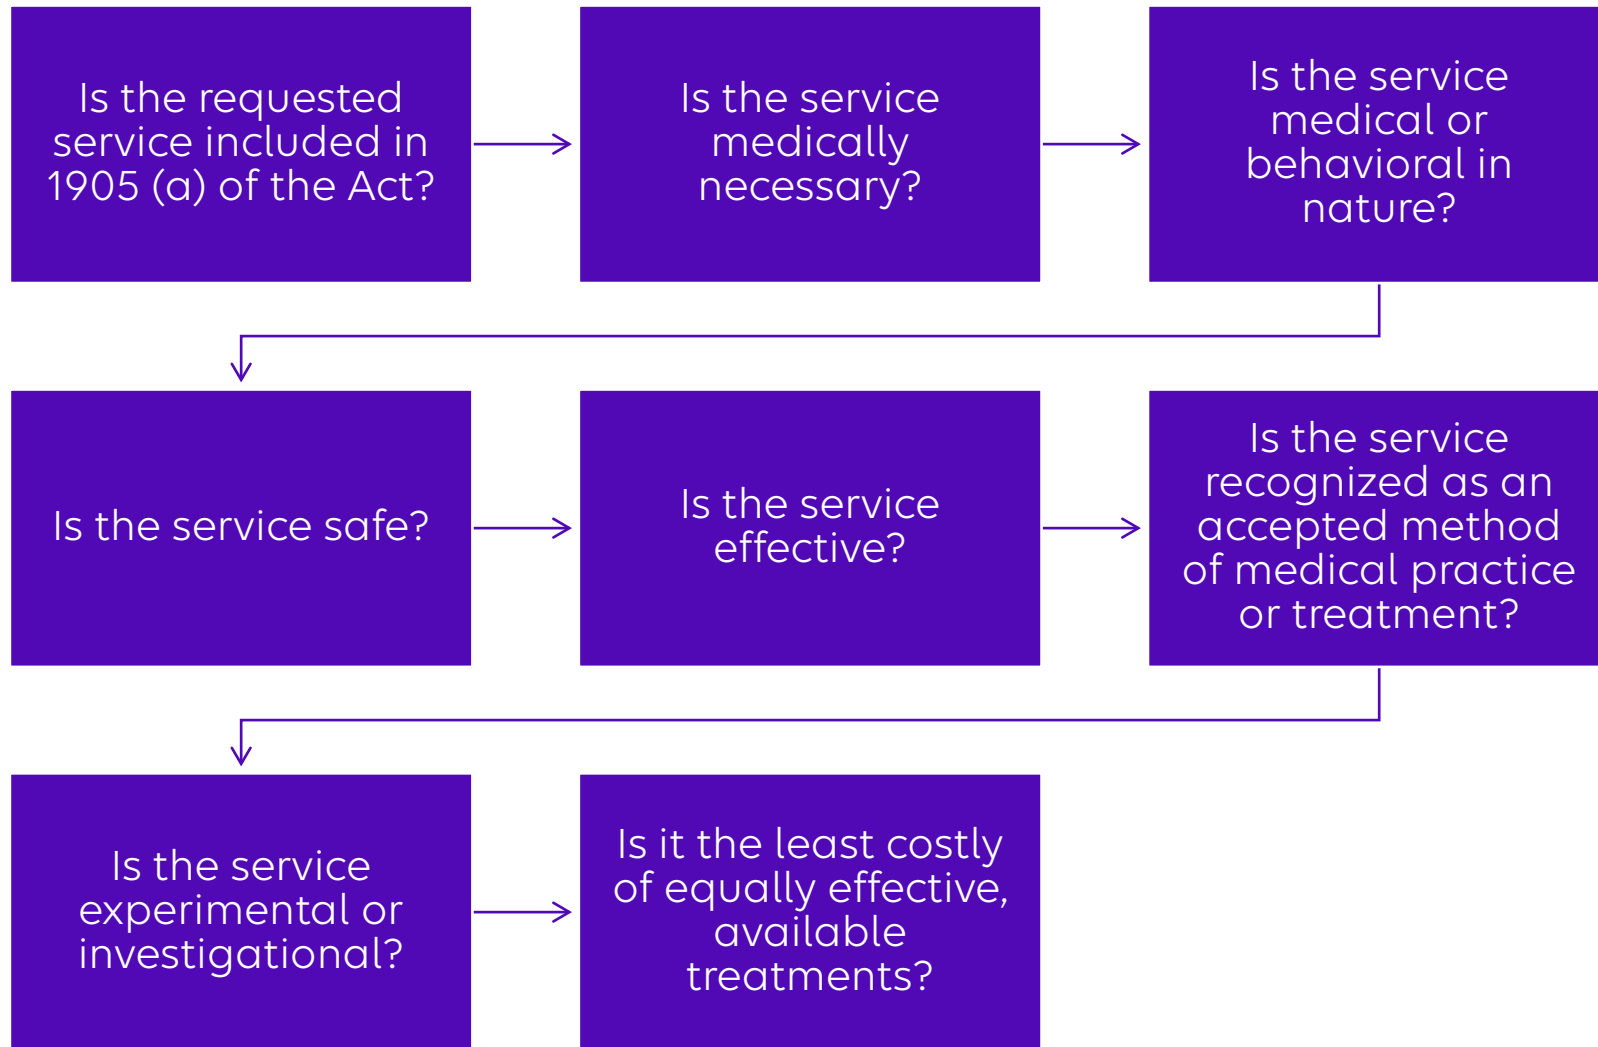 Is the requested
service included in
1905 (a) of the Act?
Is the service
medically
necessary?
Is the service
medical or
behavioral in
nature?
Is the service safe?
Is the service
effective?
Is the service
recognized as an
accepted method
of medical practice
or treatment?
Is the service
experimental or
investigational?
Is it the least costly
of equally effective,
available
treatments?